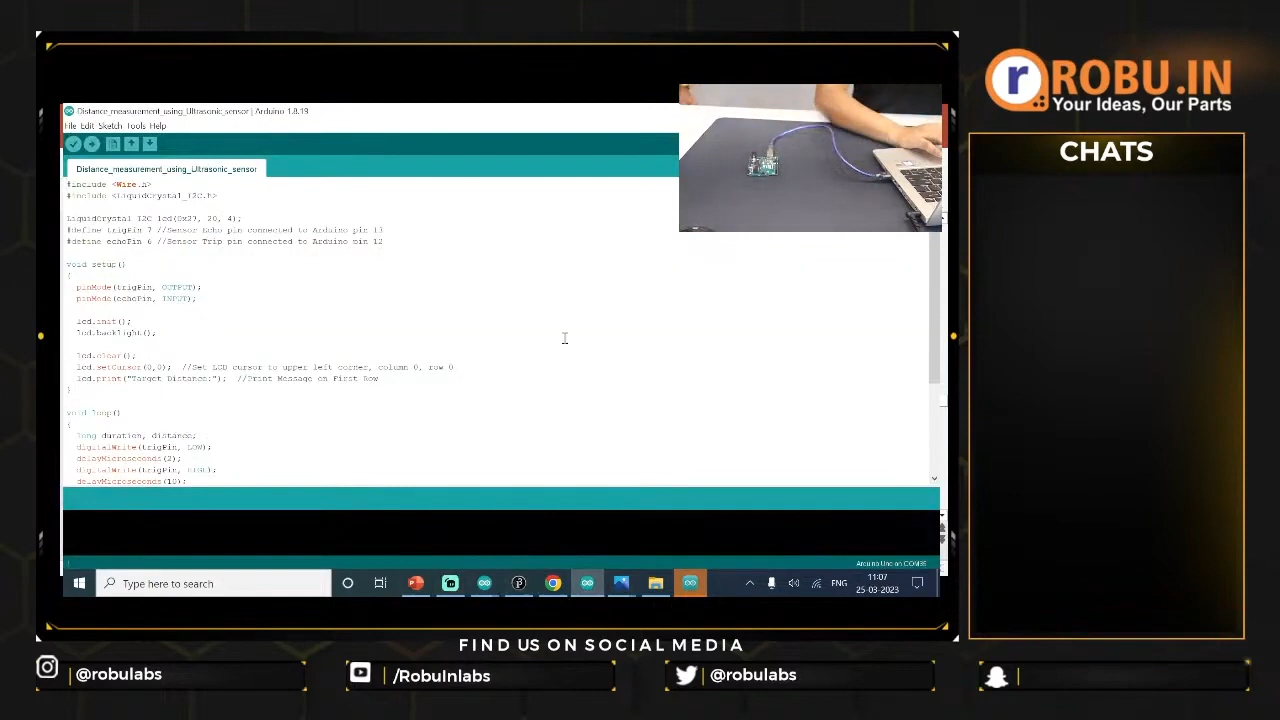 ROBU.IN
Your Ideas, Our Parts
CHATS
Distance_measurement_using_Ultrasonic_sensor | Arduino 1.8.19
File Edit Sketch Tools Help
Distance_measurement_using_Ultrasonic_sensor
#include <Wire.h>
#include <LiquidCrystal_I2C.h>
LiquidCrystal_I2C lcd(0x27, 20, 4);
#define trigPin 7 //Sensor Echo pin connected to Arduino pin 13
#define echoPin 6 //Sensor Trip pin connected to Arduino pin 12
void setup()
{
pinMode(trigPin, OUTPUT);
pinMode(echoPin, INPUT);
lcd.init();
lcd.backlight();
lcd.clear();
lcd.setCursor(0,0); //Set LCD cursor to upper left corner, column 0, row 0
lcd.print("Target Distance:"); //Print Message on First Row
}
void loop()
{
long duration, distance;
digitalWrite(trigPin, LOW);
delayMicroseconds(2);
digitalWrite(trigPin, HIGH);
delayMicroseconds(10);
Arduino Uno on COM35
Type here to search
ENG
11:07
25-03-2023
FIND US ON SOCIAL MEDIA
@robulabs
/RobuInlabs
@robulabs